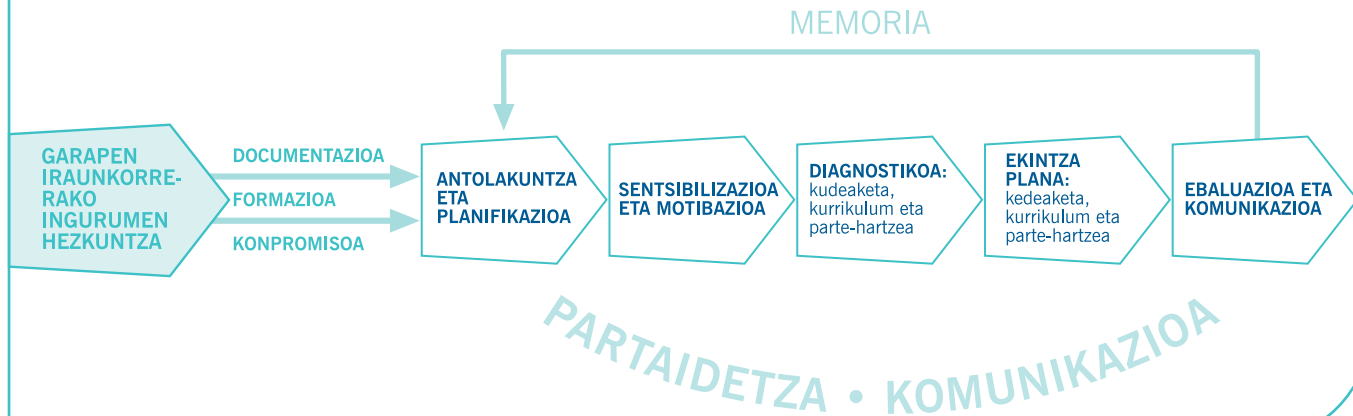 MEMORIA
GARAPEN
IRAUNKORRE-
RAKO
INGURUMEN
HEZKUNTZA
DOCUMENTAZIOA
FORMAZIOA
KONPROMISOA
ANTOLAKUNTZA
ETA
PLANIFIKAZIOA
SENTSIBILIZAZIOA
ETA MOTIBAZIOA
DIAGNOSTIKOA:
kudeaketa,
kurrikulum eta
parte-hartzea
EKINTZA
PLANA:
kedeaketa,
kurrikulum eta
parte-hartzea
EBALUAZIOA ETA
KOMUNIKAZIOA
PARTAIDETZA • KOMUNIKAZIOA